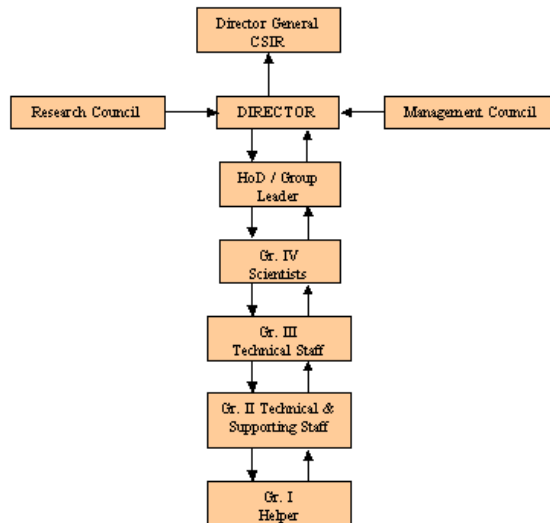 Director General
CSIR
Research Council
DIRECTOR
Management Council
HoD / Group
Leader
Gr. IV
Scientists
Gr. III
Technical Staff
Gr. II Technical &
Supporting Staff
Gr. I
Helper